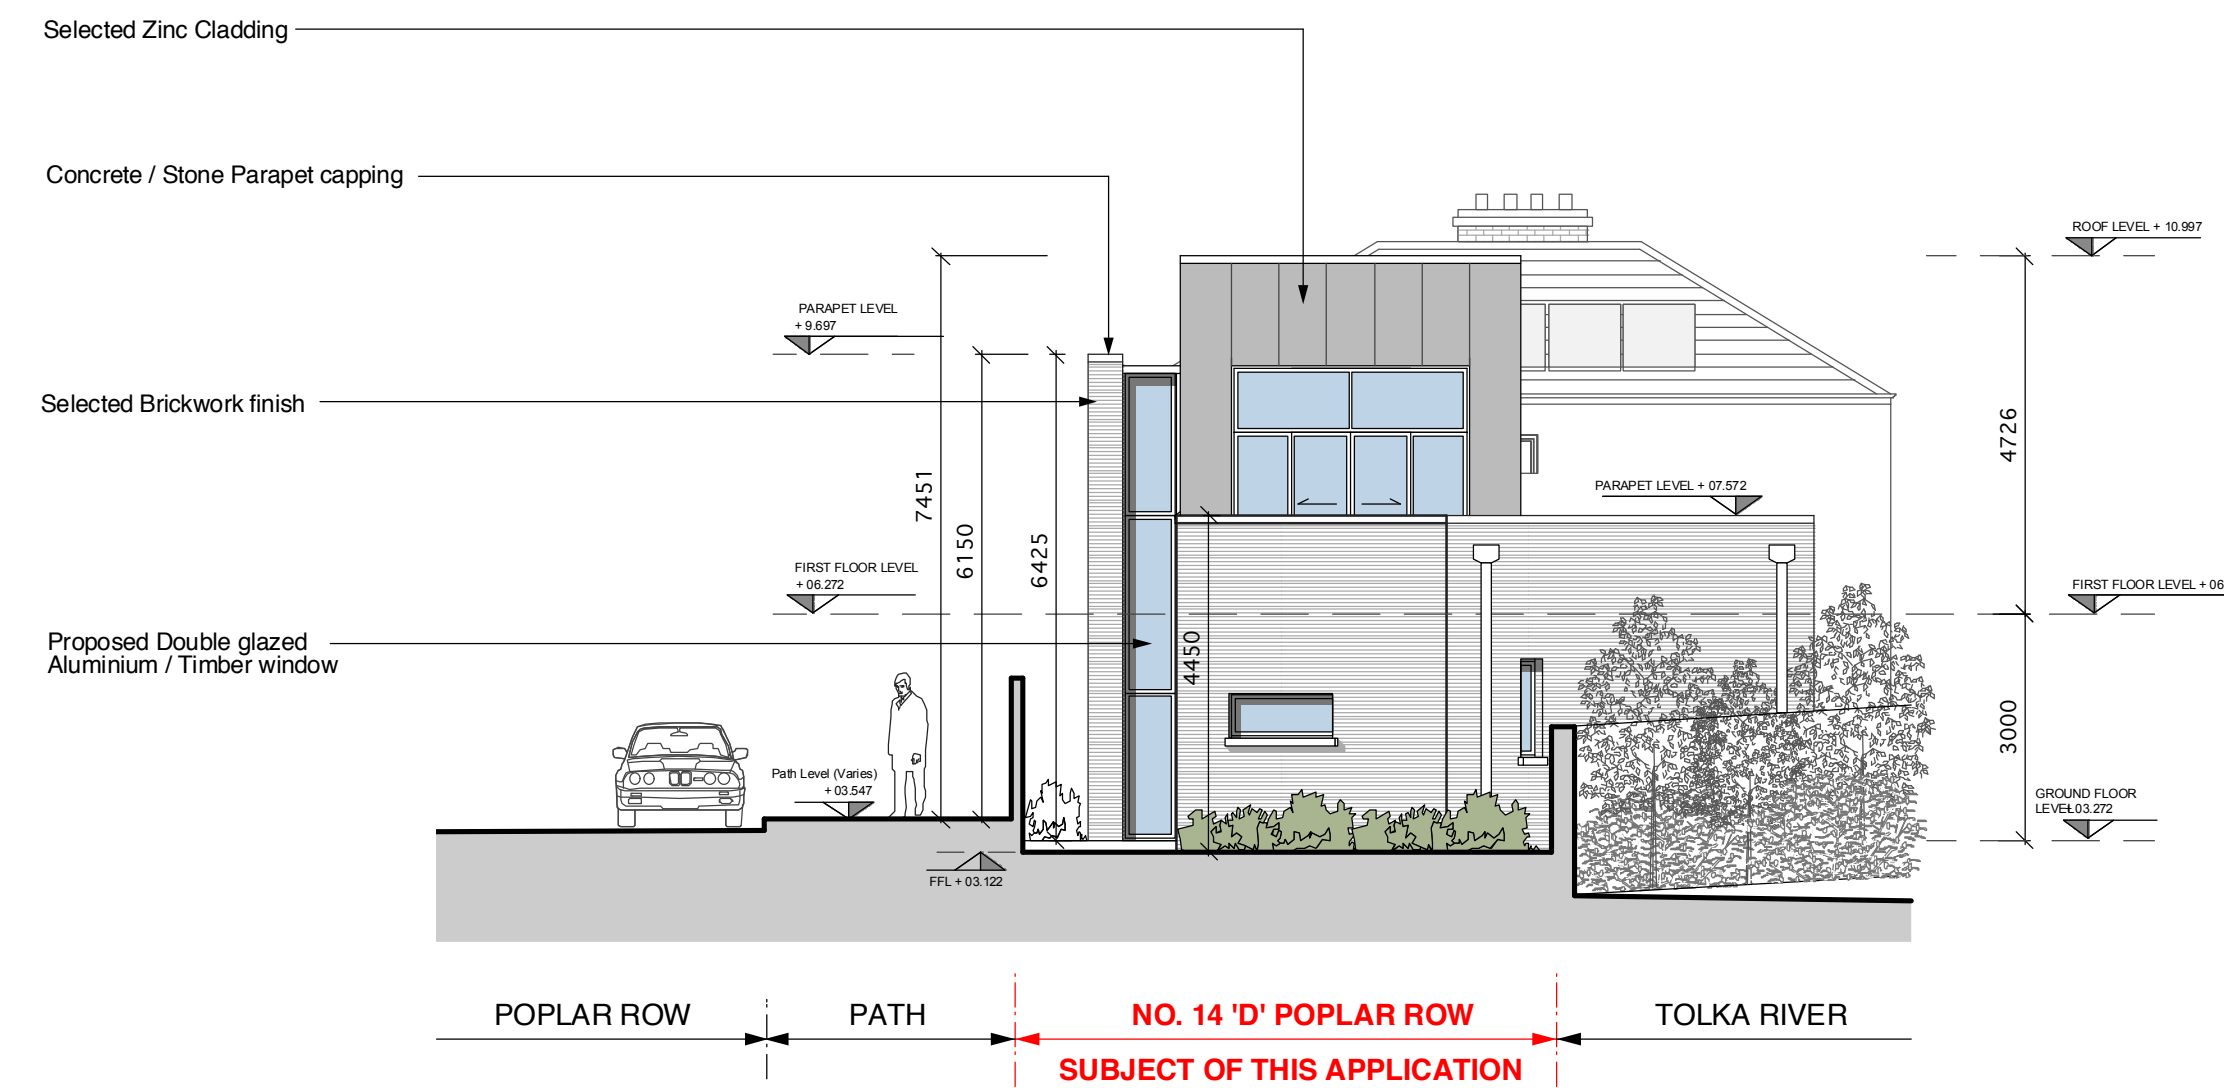 Selected Zinc Cladding
Concrete / Stone Parapet capping
ROOF LEVEL + 10.997
PARAPET LEVEL
+ 9.697
Selected Brickwork finish
4726
7451
PARAPET LEVEL + 07.572
6150
6425
FIRST FLOOR LEVEL
+ 06.272
FIRST FLOOR LEVEL + 06
Proposed Double glazed
Aluminium / Timber window
4450
3000
Path Level (Varies)
+ 03.547
GROUND FLOOR
LEVEL+ 03.272
FFL + 03.122
POPLAR ROW
PATH
NO. 14 'D' POPLAR ROW
TOLKA RIVER
SUBJECT OF THIS APPLICATION